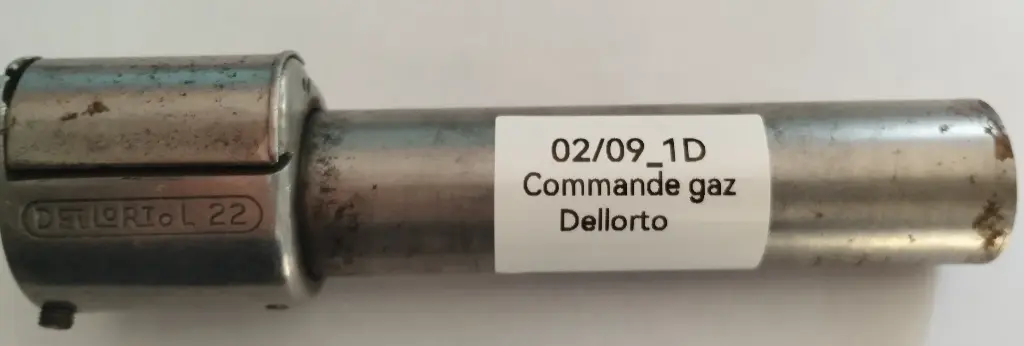 DELLORTO L 22
02/09_1D
Commande gaz
Dellorto